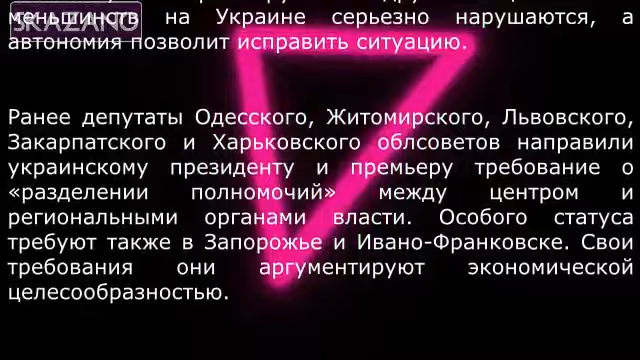 SKAZANO
меньшинств на Украине серьезно нарушаются, а
автономия позволит исправить ситуацию.
Ранее депутаты Одесского, Житомирского, Львовского,
Закарпатского и Харьковского облсоветов направили
украинскому президенту и премьеру требование о
«разделении полномочий» между центром и
региональными органами власти. Особого статуса
требуют также в Запорожье и Ивано-Франковске. Свои
требования они аргументируют экономической
целесообразностью.